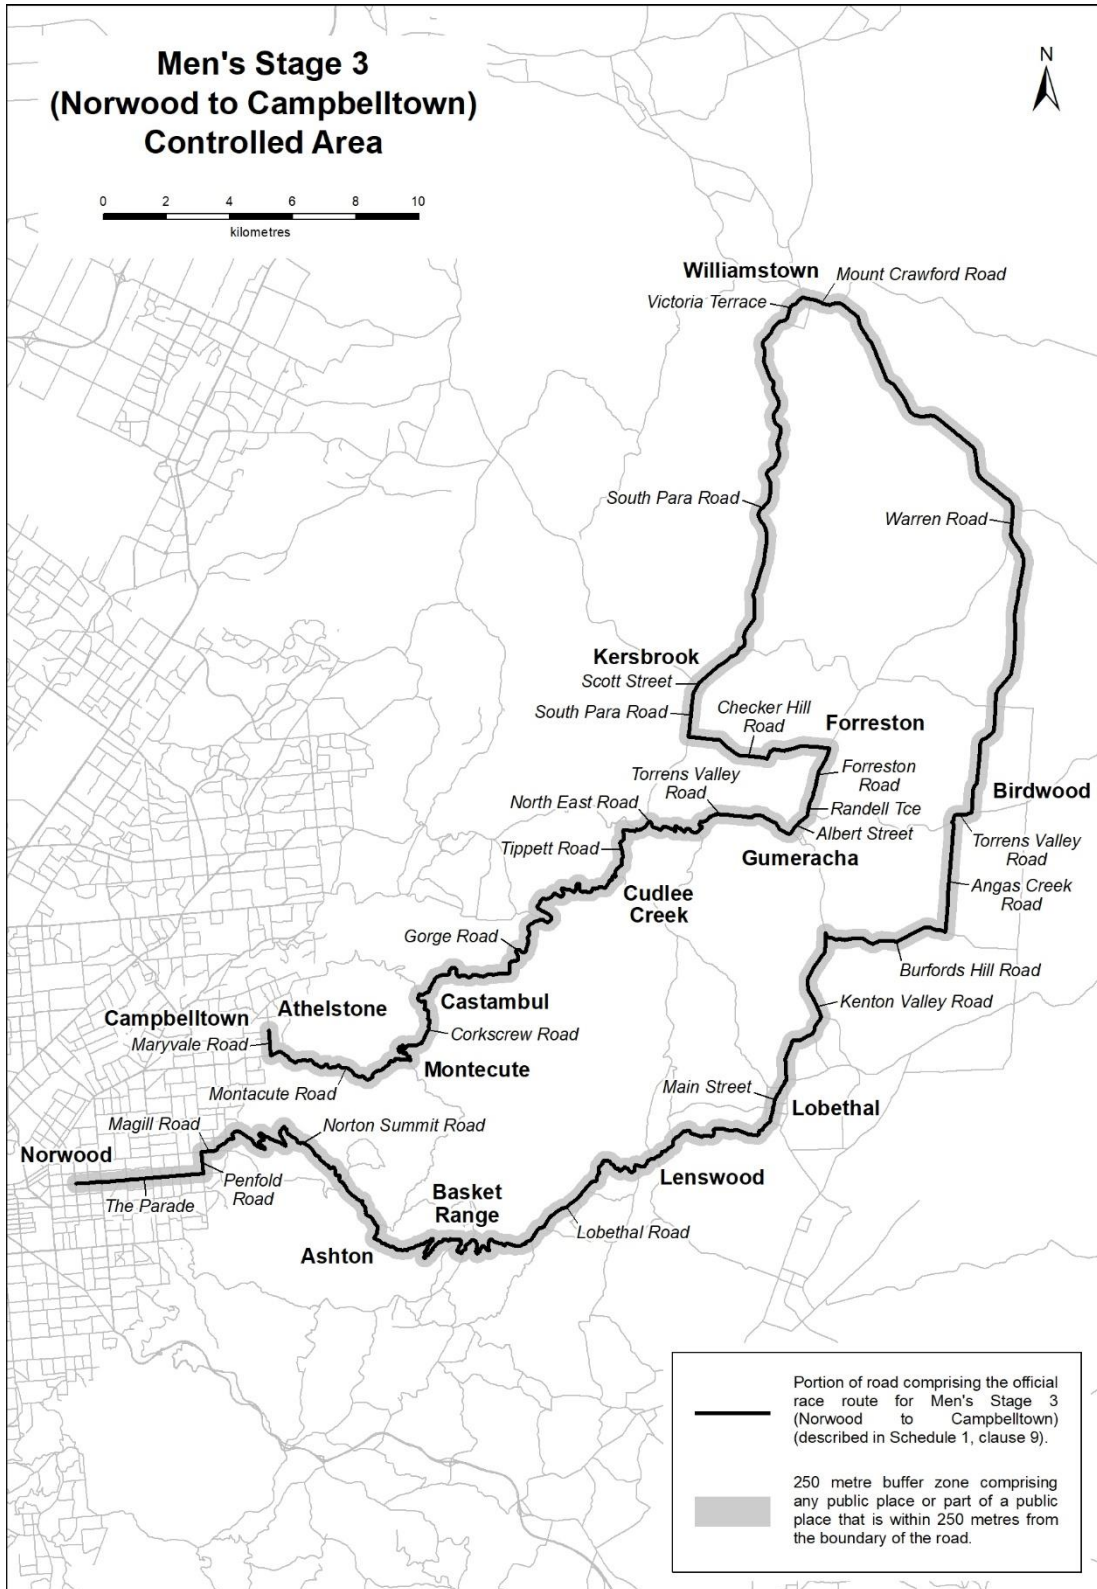 Men's Stage 3
(Norwood to Campbelltown)
Controlled Area
N
0 2 4 6 8 10
kilometres
Williamstown
Mount Crawford Road
Victoria Terrace
South Para Road
Warren Road
Kersbrook
Scott Street
South Para Road
Checker Hill
Road
Forreston
Forreston
Road
Torrens Valley
Road
North East Road
Randell Tce
Birdwood
Albert Street
Torrens Valley
Road
Tippett Road
Gumeracha
Cudlee
Creek
Angas Creek
Road
Gorge Road
Burfords Hill Road
Athelstone
Castambul
Kenton Valley Road
Campbelltown
Maryvale Road
Corkscrew Road
Montecute
Montacute Road
Main Street
Lobethal
Magill Road
Norton Summit Road
Norwood
Penfold
Road
Lenswood
The Parade
Basket
Range
Lobethal Road
Ashton
Portion of road comprising the official
race route for Men's Stage 3
(Norwood to Campbelltown)
(described in Schedule 1, clause 9).
250 metre buffer zone comprising
any public place or part of a public
place that is within 250 metres from
the boundary of the road.